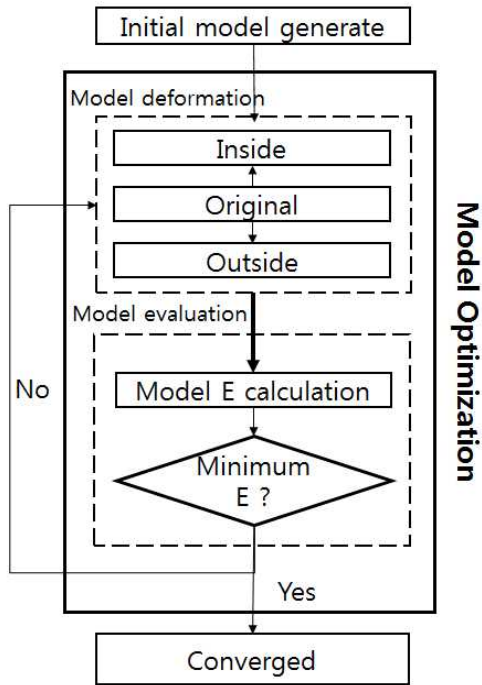 Initial model generate
Model deformation
Inside
Original
Outside
Model evaluation
Model E calculation
Minimum
E ?
No
Yes
Converged
Model Optimization